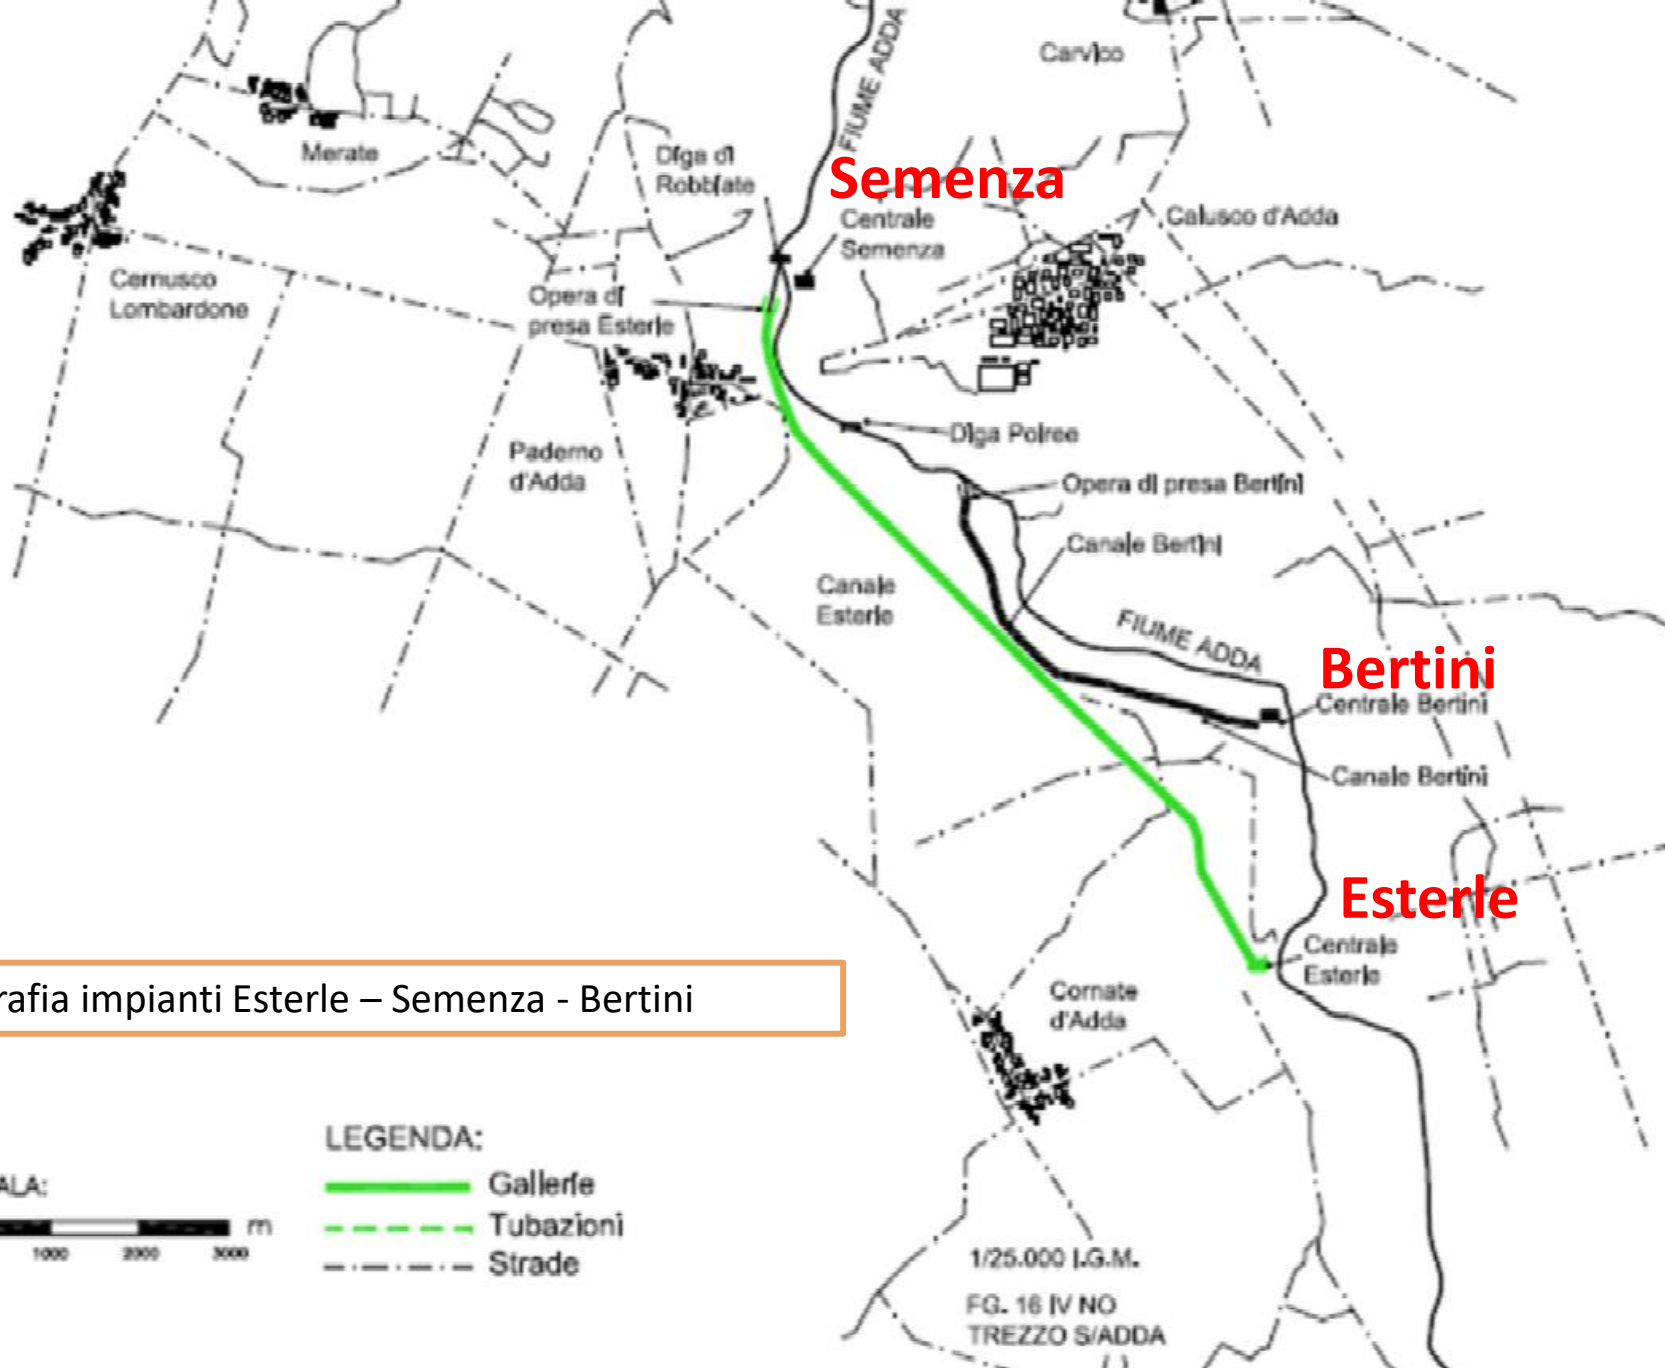 Carvico
FIUME ADDA
Merate
Diga di
Robbiate
Semenza
Centrale
Semenza
Calusco d'Adda
Cernusco
Lombardone
Opera di
presa Esterle
Paderno
d'Adda
Diga Poiree
Opera di presa Bertini
Canale Bertini
Canale
Esterle
FIUME ADDA
Bertini
Centrale Bertini
Canale Bertini
Esterle
Centrale
Esterle
Cornate
d'Adda
rafia impianti Esterle – Semenza - Bertini
LEGENDA:
Gallerie
Tubazioni
Strade
ALA:
m
1000 2000 3000
1/25.000 I.G.M.
FG. 16 IV NO
TREZZO S/ADDA